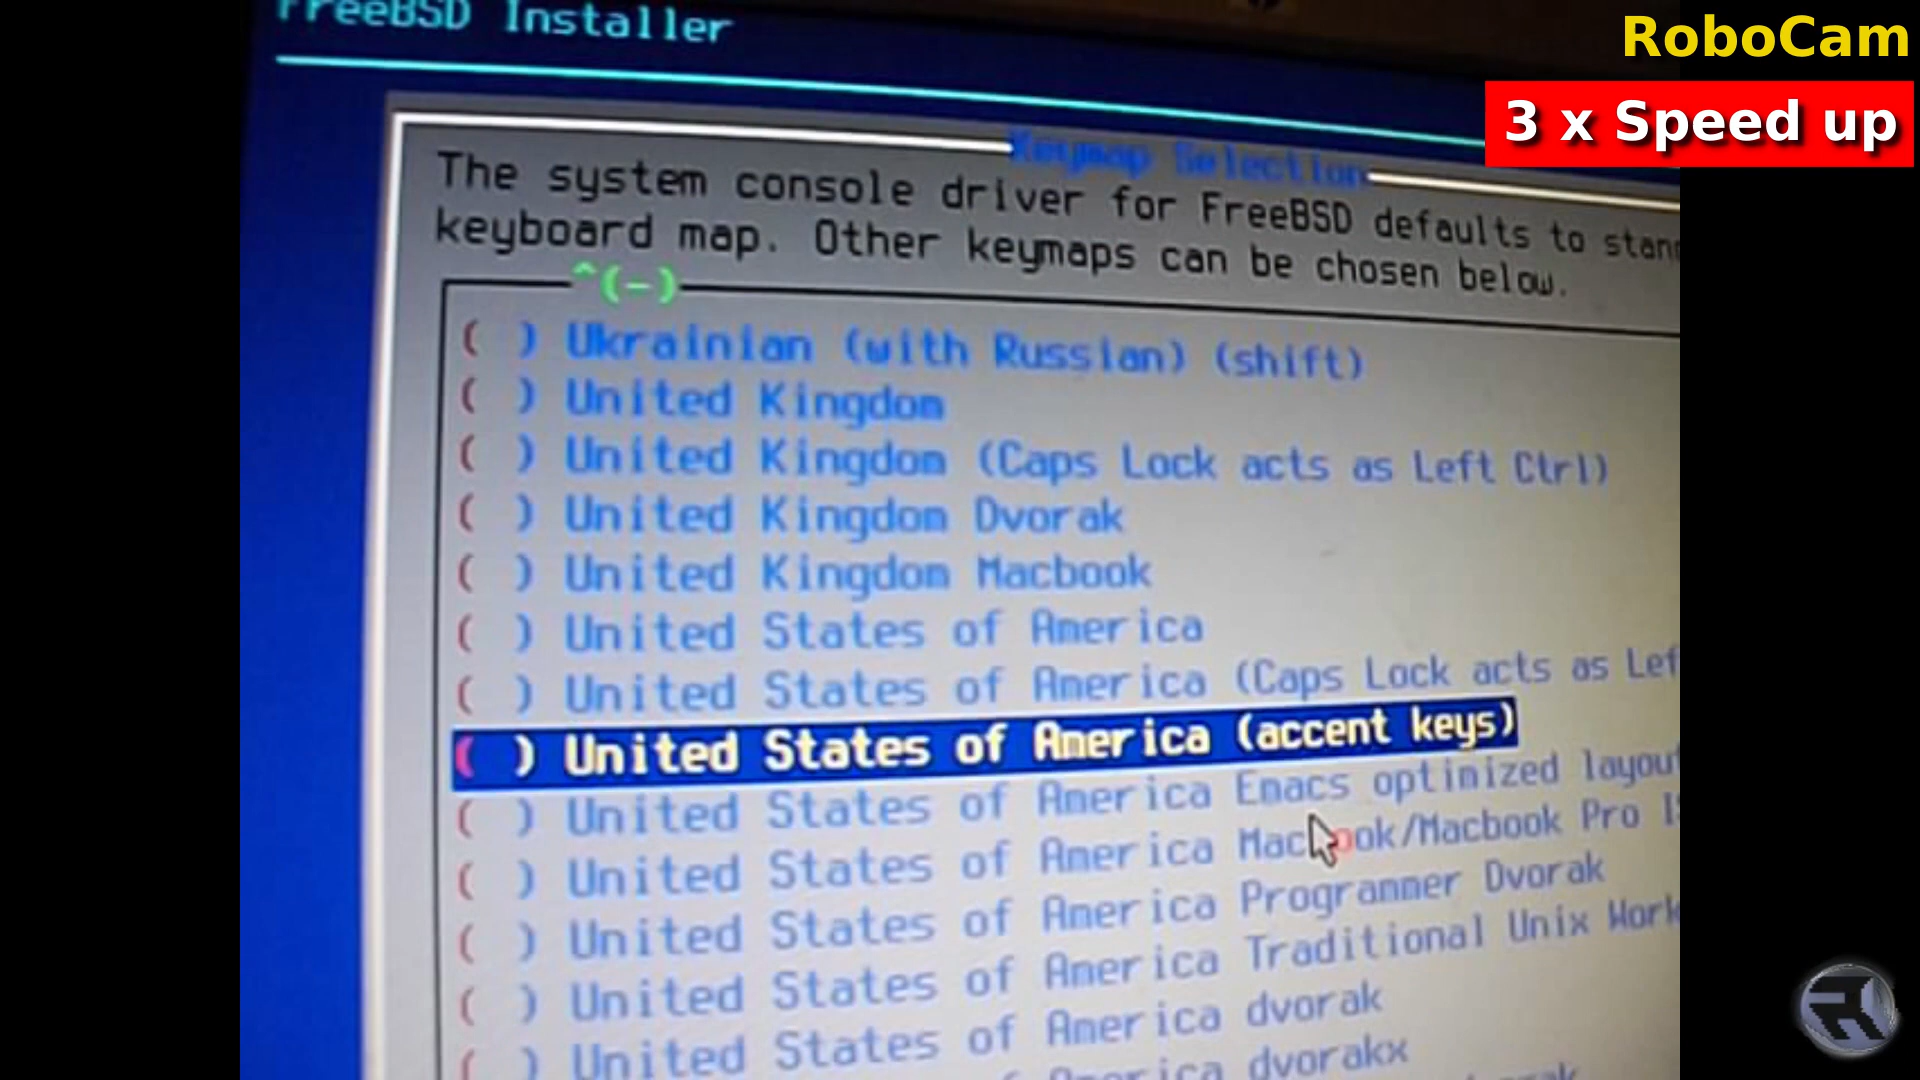 FreeBSD Installer
RoboCam
3 x Speed up
Keymap Selection
The system console driver for FreeBSD defaults to
keyboard map. Other keymaps can be chosen below.
^(-)
( ) Ukrainian (with Russian) (shift)
( ) United Kingdom
( ) United Kingdom (Caps Lock acts as Left Ctrl)
( ) United Kingdom Dvorak
( ) United Kingdom Macbook
( ) United States of America
( ) United States of America (Caps Lock acts as Lef
( ) United States of America (accent keys)
( ) United States of America Emacs optimized layou
( ) United States of America Macbook/Macbook Pro
( ) United States of America Programmer Dvorak
( ) United States of America Traditional Unix Work
( ) United States of America dvorak
America dvorakx